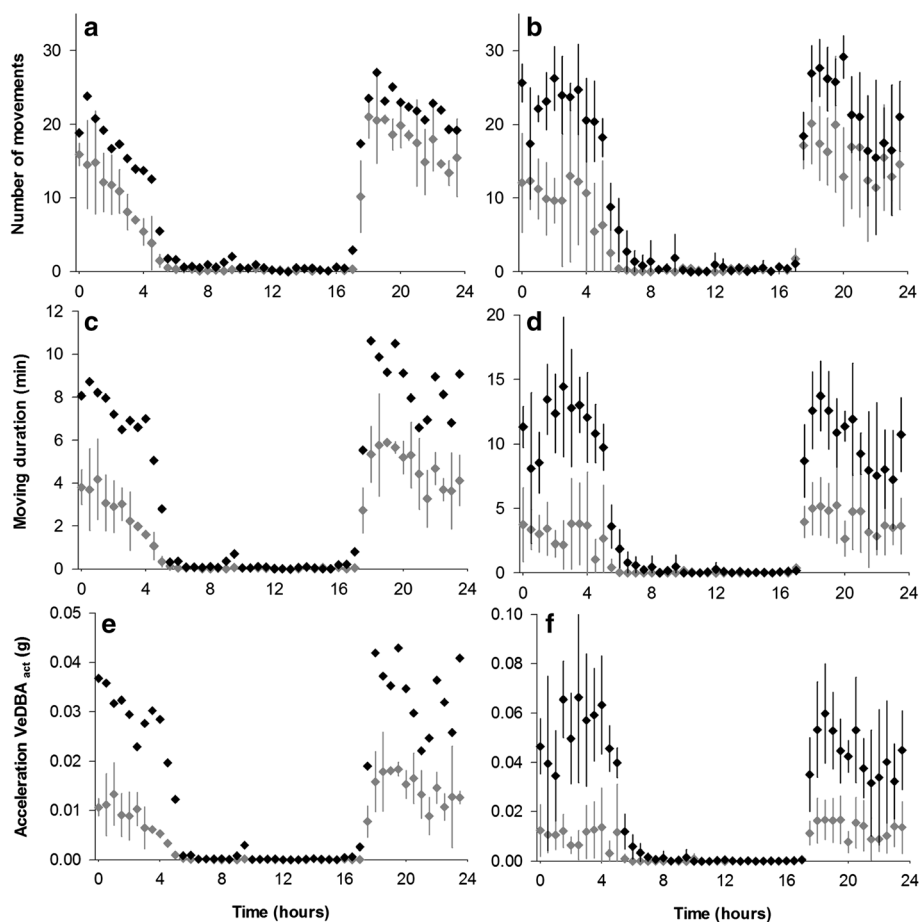 a
b
Number of movements
30
20
10
0
0 4 8 12 16 20 24
30
20
10
0
0 4 8 12 16 20 24
c
d
Moving duration (min)
12
10
8
6
4
2
0
0 4 8 12 16 20 24
20
15
10
5
0
0 4 8 12 16 20 24
e
f
Acceleration VeDBA act (g)
0.05
0.04
0.03
0.02
0.01
0.00
0 4 8 12 16 20 24
0.10
0.08
0.06
0.04
0.02
0.00
0 4 8 12 16 20 24
Time (hours)
Time (hours)